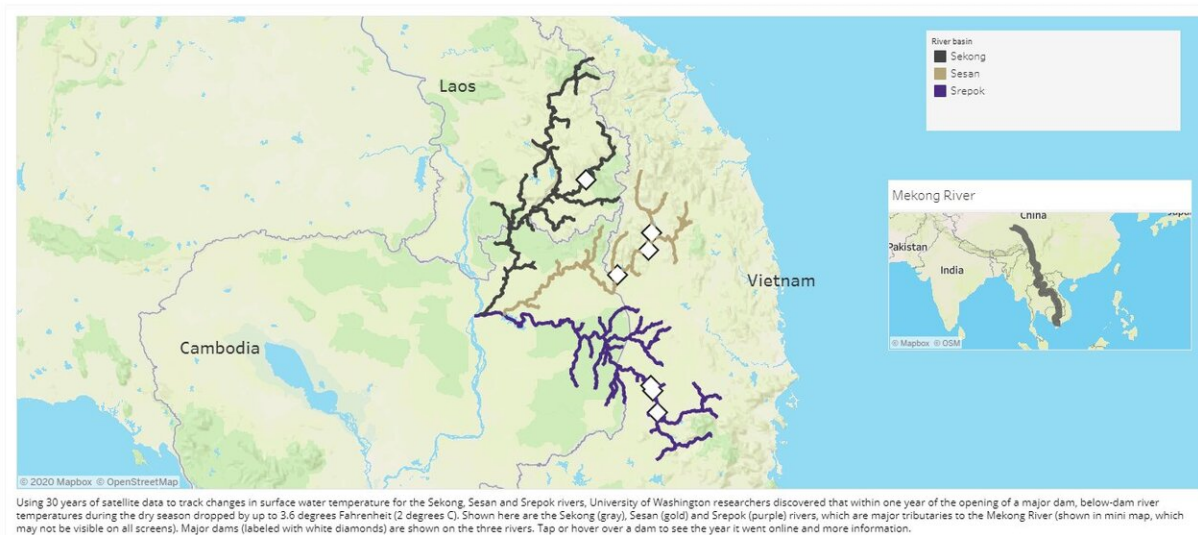 Laos
Cambodia
Vietnam
© 2020 Mapbox © OpenStreetMap
River basin
Sekong
Sesan
Srepok
Mekong River
China
Pakistan
India
© Mapbox © OSM
Using 30 years of satellite data to track changes in surface water temperature for the Sekong, Sesan and Srepok rivers, University of Washington researchers discovered that within one year of the opening of a major dam, below-dam river
temperatures during the dry season dropped by up to 3.6 degrees Fahrenheit (2 degrees C). Shown here are the Sekong (gray), Sesan (gold) and Srepok (purple) rivers, which are major tributaries to the Mekong River (shown in mini map, which
may not be visible on all screens). Major dams (labeled with white diamonds) are shown on the three rivers. Tap or hover over a dam to see the year it went online and more information.